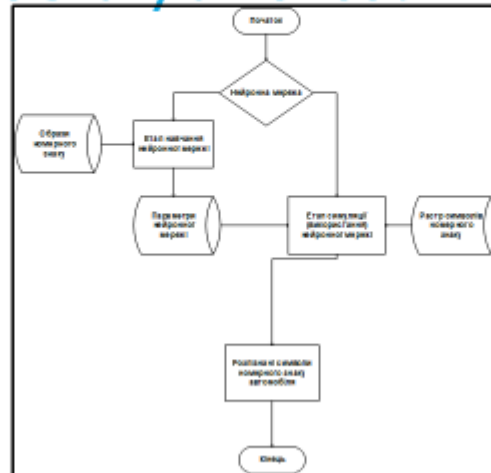 Початок
Нейронна мережа
Образи
номерного
знаку
Етап навчання
нейронної мережі
Параметри
нейронної
мережі
Етап симуляції
(використання)
нейронної мережі
Растр символів
номерного
знаку
Розпізнані символи
номерного знаку
автомобіля
Кінець